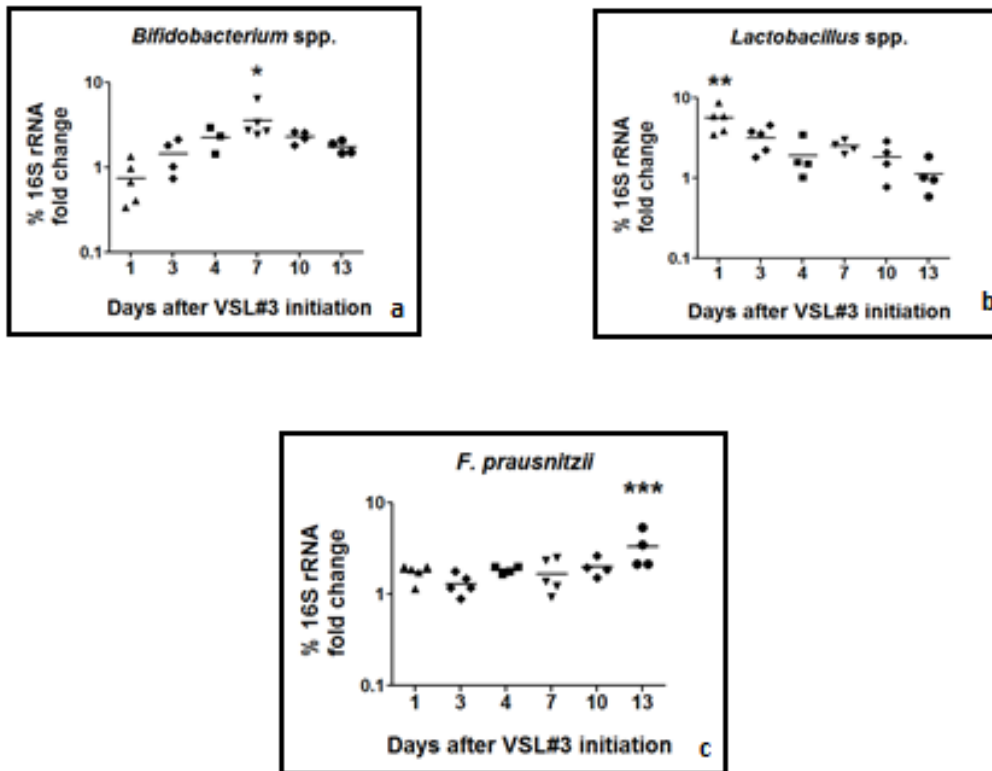 Bifidobacterium spp.
*
10
1
0.1
% 16S rRNA
fold change
1 3 4 7 10 13
Days after VSL#3 initiation
a
Lactobacillus spp.
**
10
1
0.1
% 16S rRNA
fold change
1 3 4 7 10 13
Days after VSL#3 initiation
b
F. prausnitzii
***
10
1
0.1
% 16S rRNA
fold change
1 3 4 7 10 13
Days after VSL#3 initiation
c